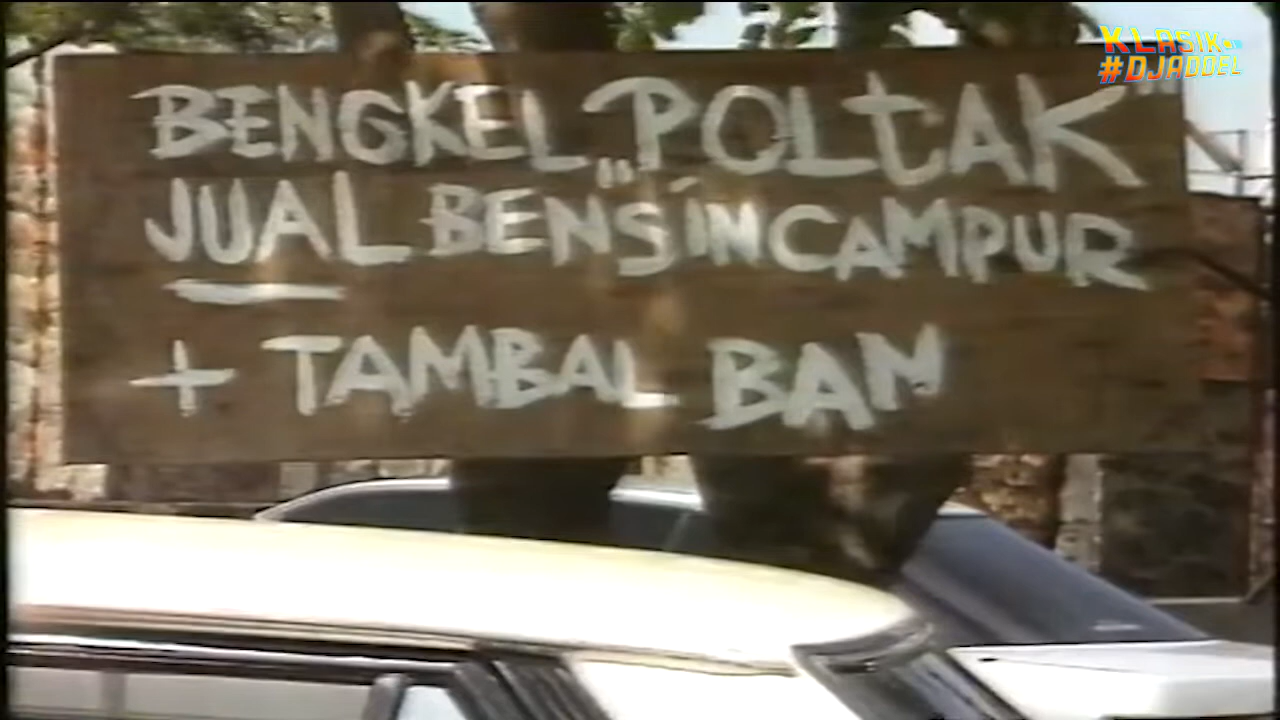 KLASIK
#DJADOEL
BENGKEL „POLtAK"
JUAL BENSIN CAMPUR
+ TAMBAL BAN